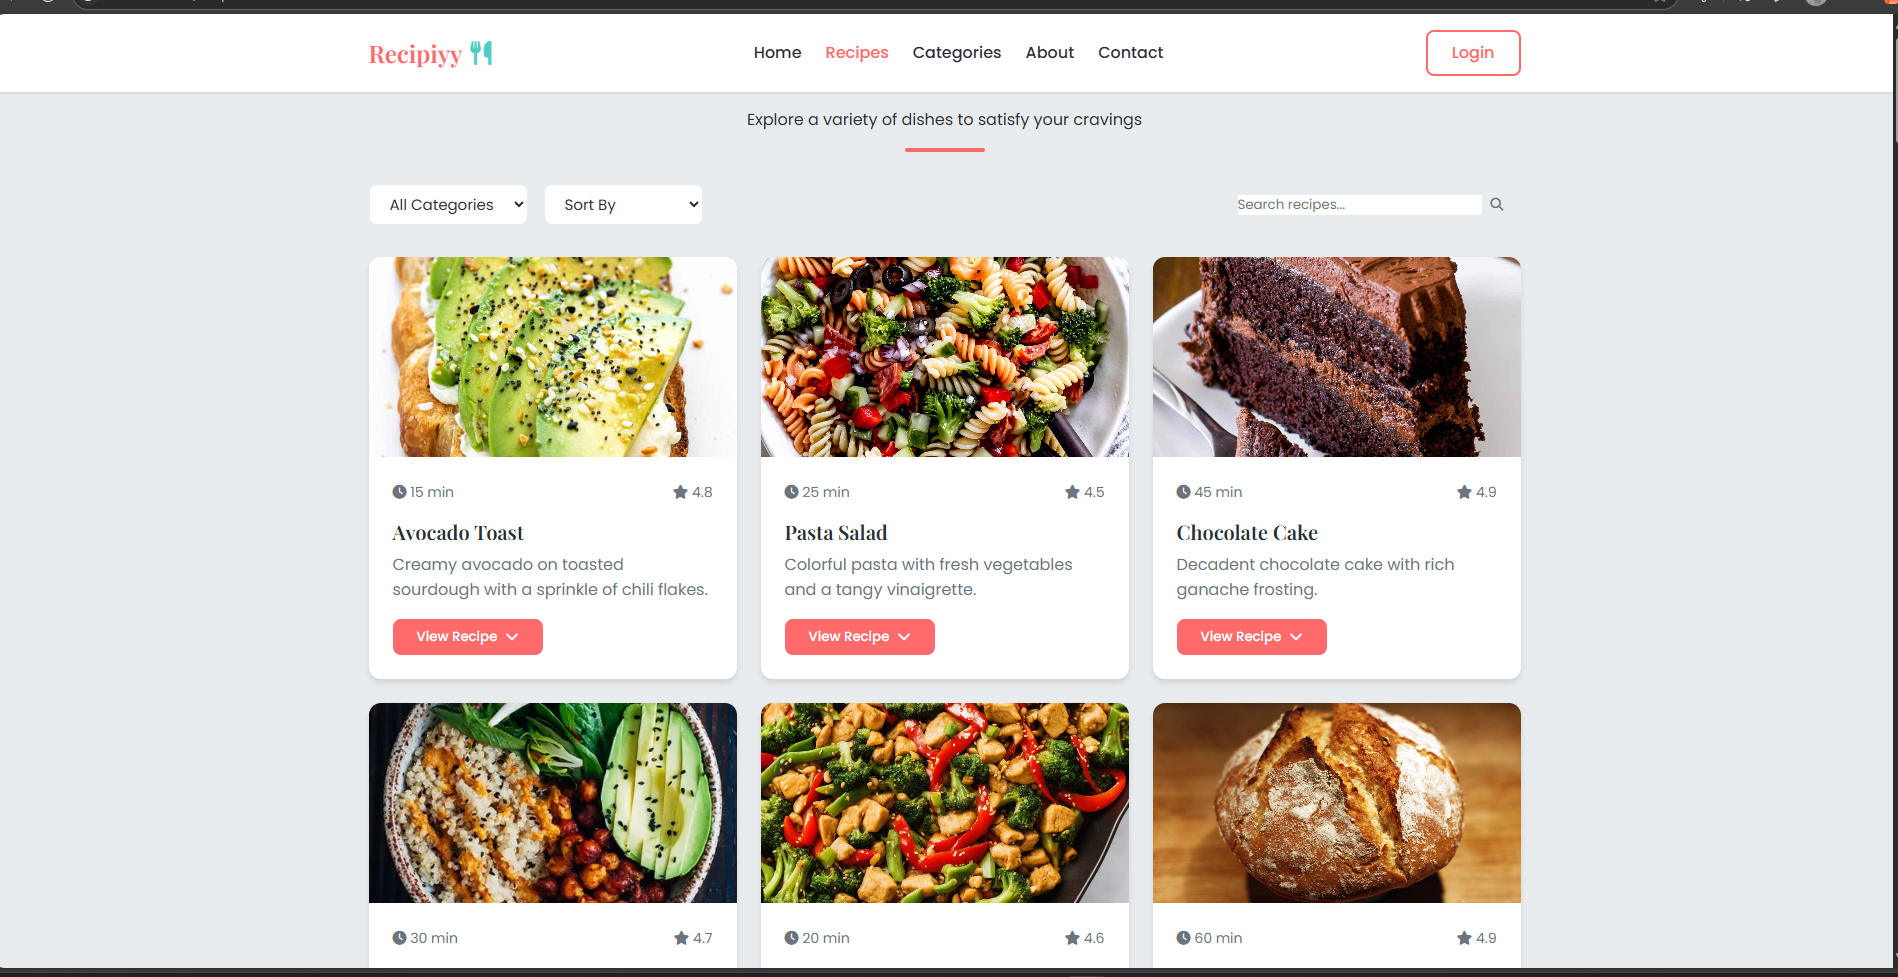 Recipiyy
Home Recipes Categories About Contact
Login
Explore a variety of dishes to satisfy your cravings
All Categories
Sort By
Search recipes...
15 min 4.8
Avocado Toast
Creamy avocado on toasted
sourdough with a sprinkle of chili flakes.
View Recipe
25 min 4.5
Pasta Salad
Colorful pasta with fresh vegetables
and a tangy vinaigrette.
View Recipe
45 min 4.9
Chocolate Cake
Decadent chocolate cake with rich
ganache frosting.
View Recipe
30 min 4.7
20 min 4.6
60 min 4.9